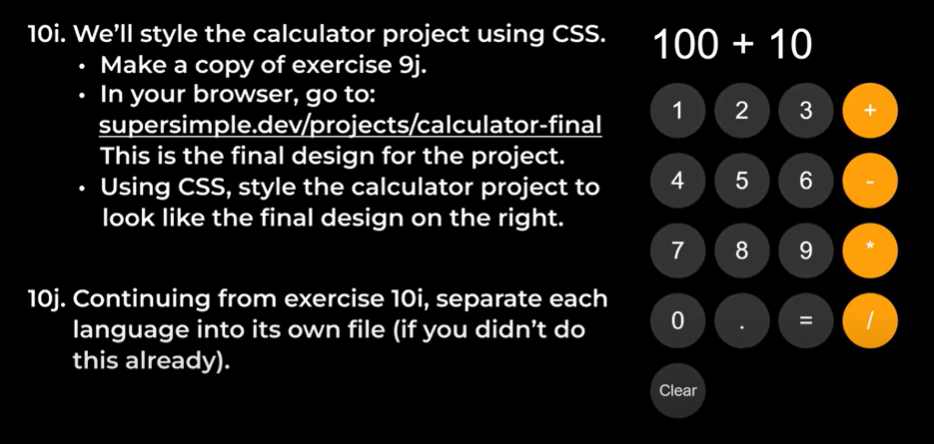 10i. We'll style the calculator project using CSS.
• Make a copy of exercise 9j.
• In your browser, go to:
supersimple.dev/projects/calculator-final
This is the final design for the project.
• Using CSS, style the calculator project to
look like the final design on the right.
10j. Continuing from exercise 10i, separate each
language into its own file (if you didn't do
this already).
100 + 10
1 2 3 +
4 5 6 -
7 8 9 *
0 . = /
Clear